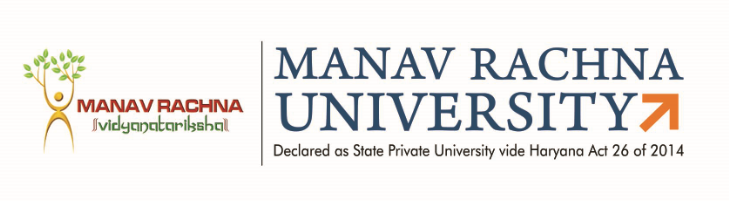 MANAV RACHNA
vidyanatariksha
MANAV RACHNA
UNIVERSITY
Declared as State Private University vide Haryana Act 26 of 2014